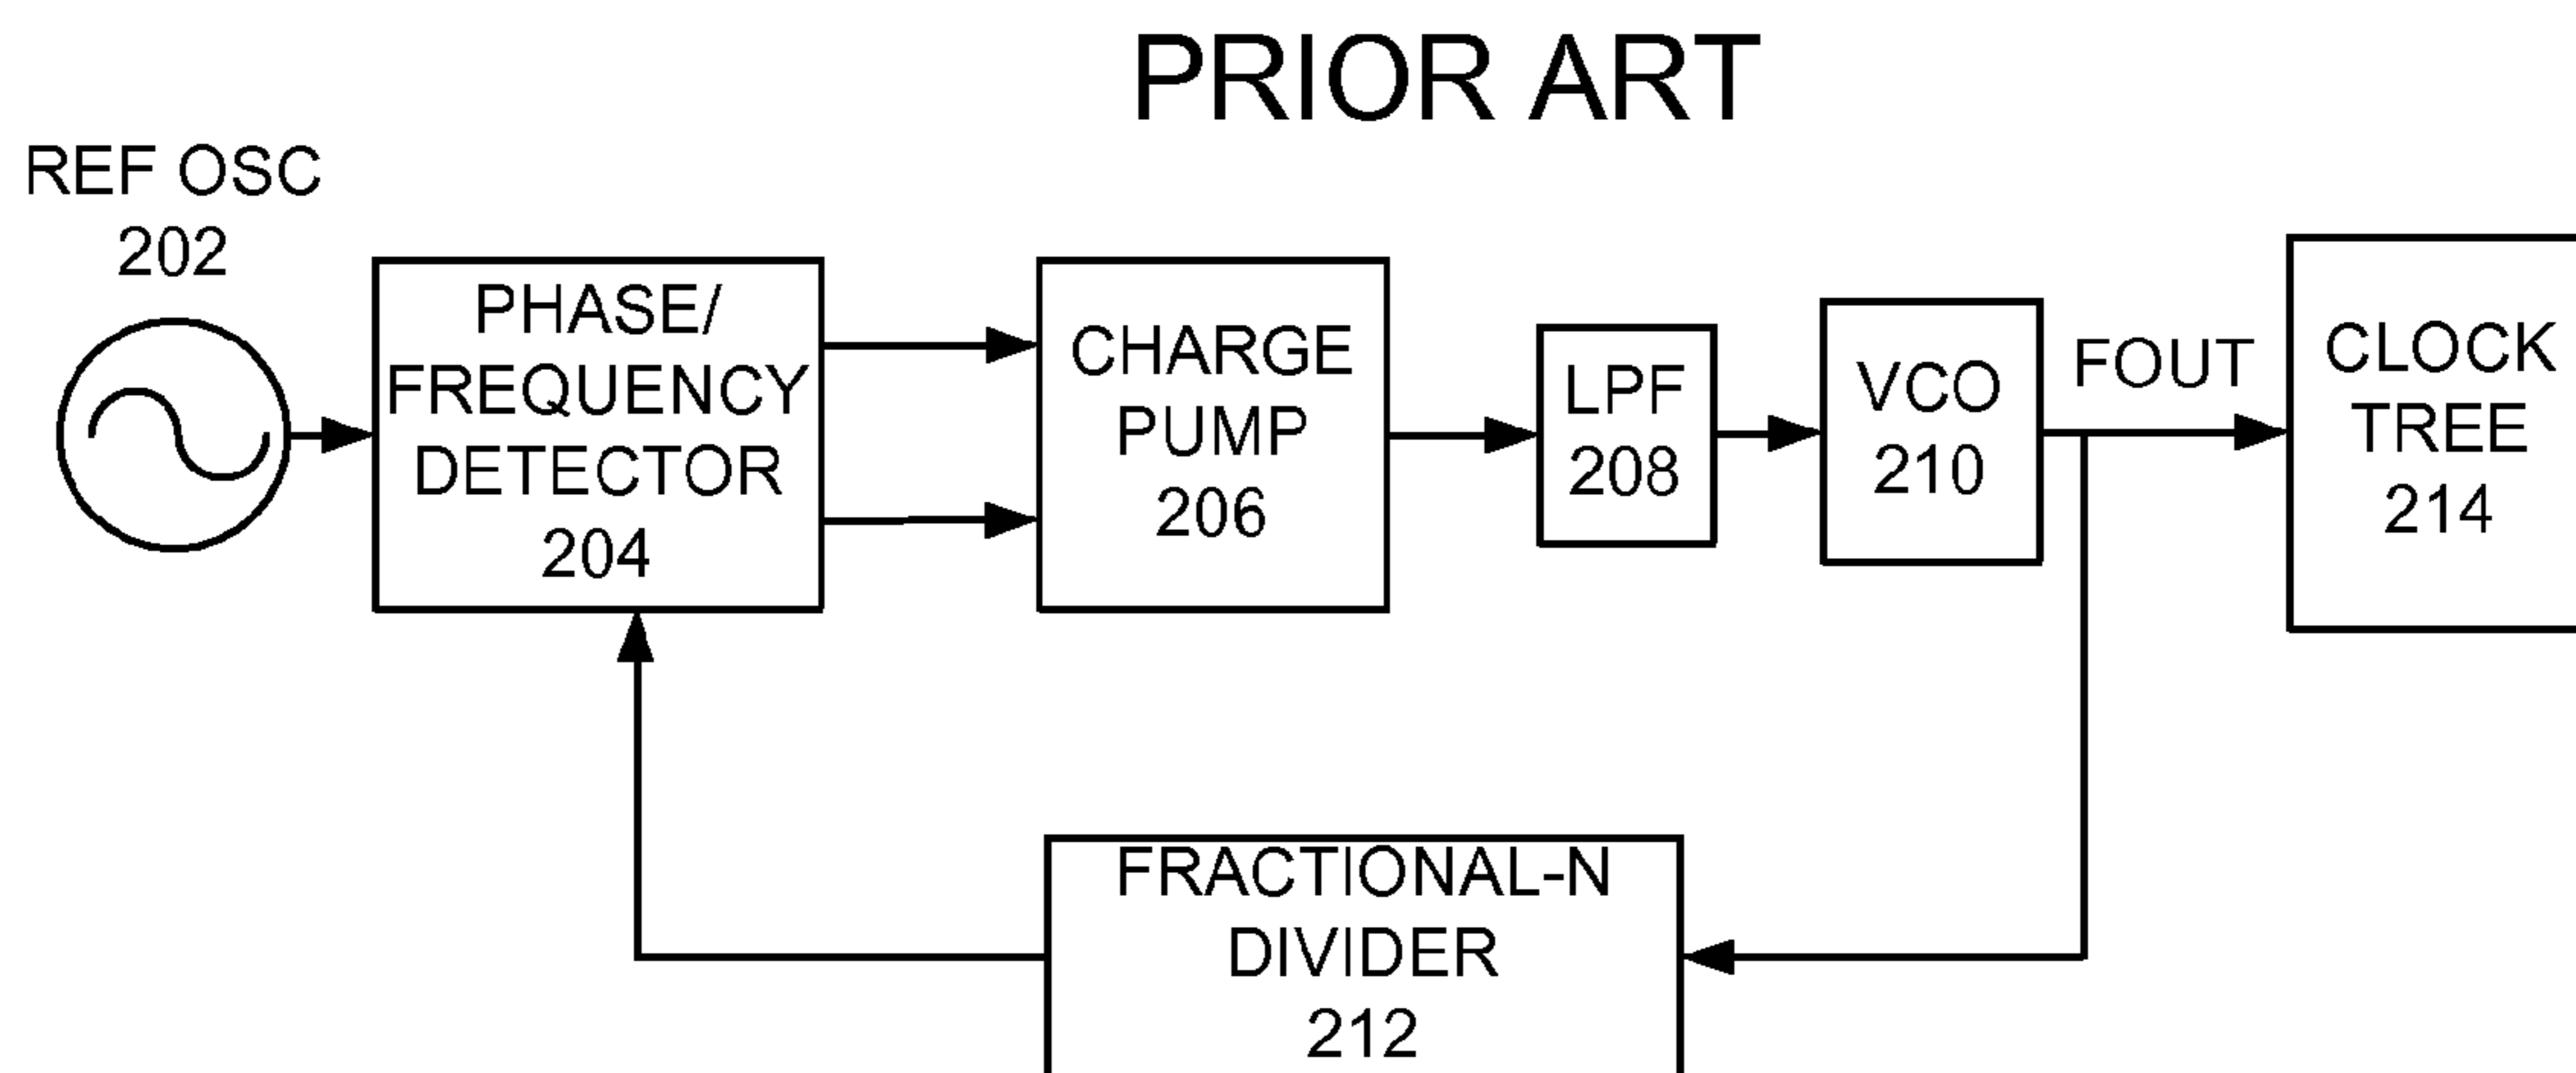 PRIOR ART
REF OSC
202
PHASE/
FREQUENCY
DETECTOR
204
CHARGE
PUMP
206
LPF
208
VCO
210
FOUT
CLOCK
TREE
214
FRACTIONAL-N
DIVIDER
212